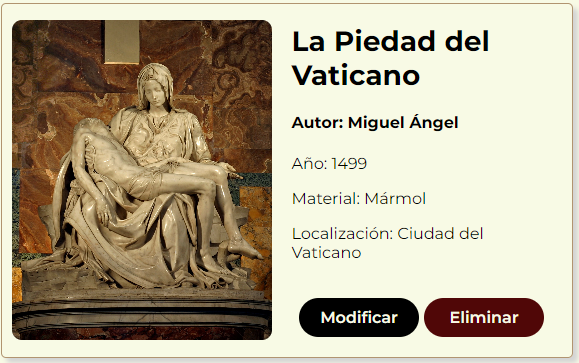 La Piedad del
Vaticano
Autor: Miguel Ángel
Año: 1499
Material: Mármol
Localización: Ciudad del
Vaticano
Modificar
Eliminar